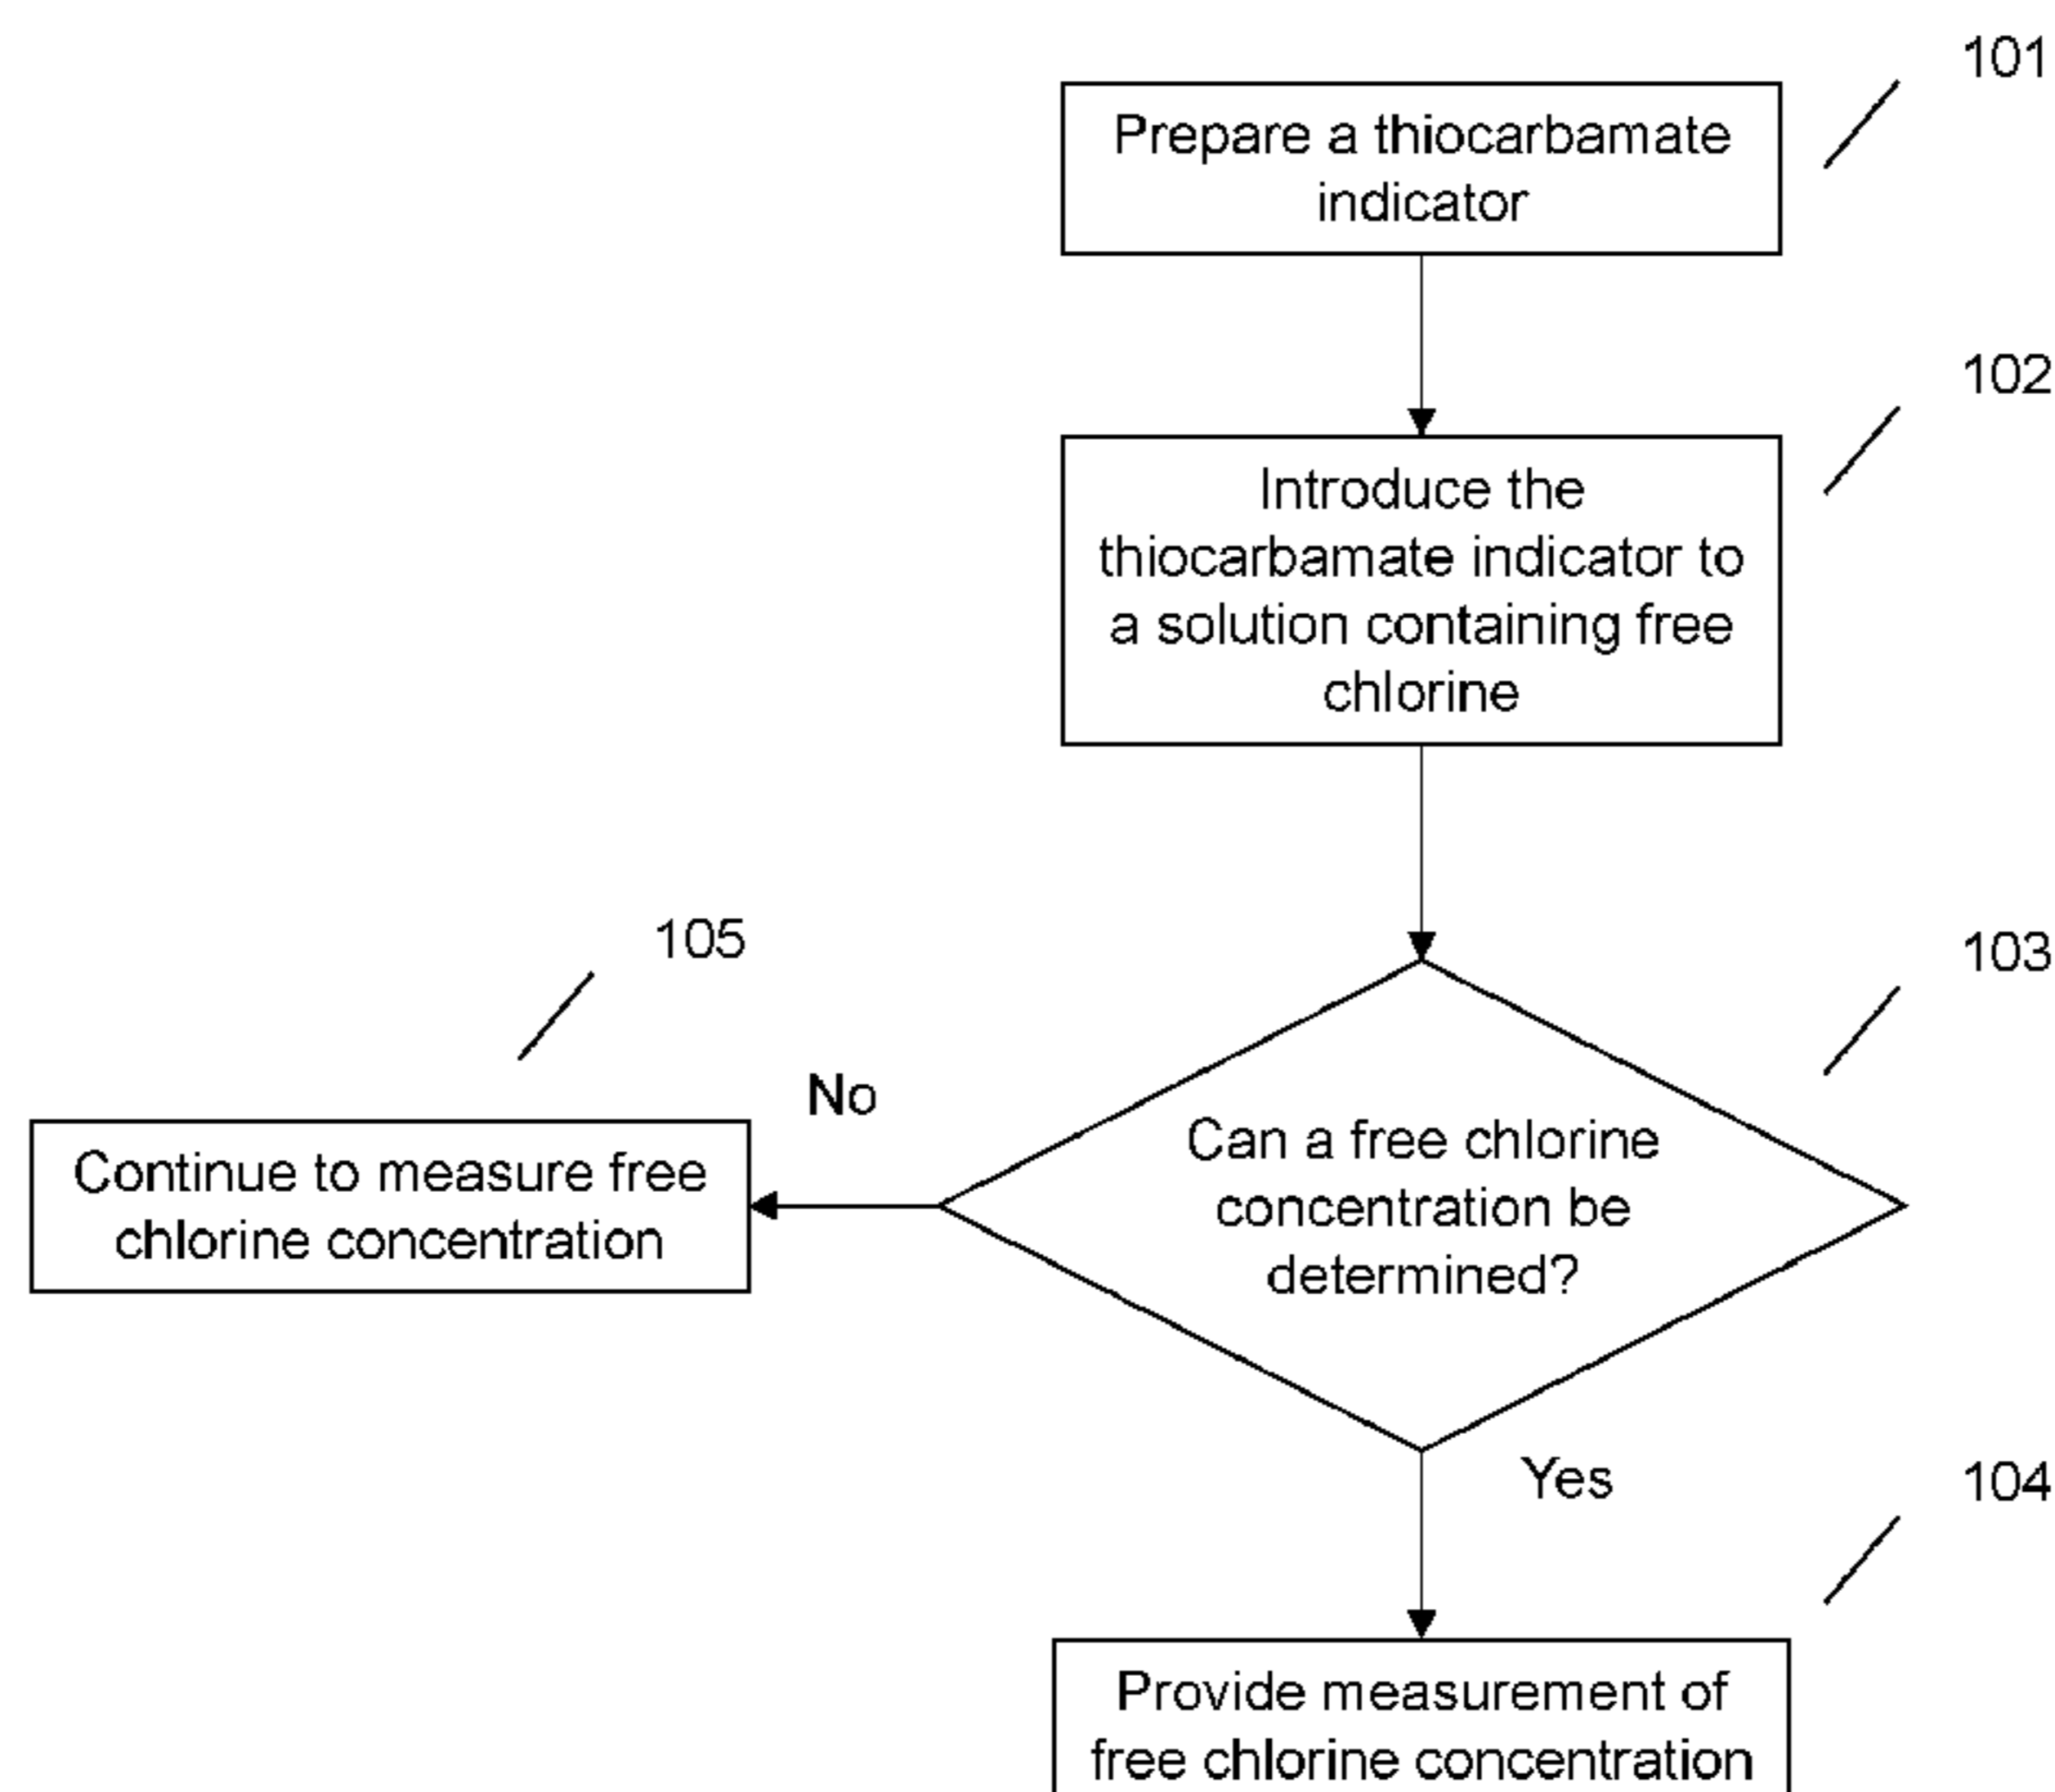 101
Prepare a thiocarbamate
indicator
102
Introduce the
thiocarbamate indicator to
a solution containing free
chlorine
103
Can a free chlorine
concentration be
determined?
No
105
Continue to measure free
chlorine concentration
Yes
104
Provide measurement of
free chlorine concentration